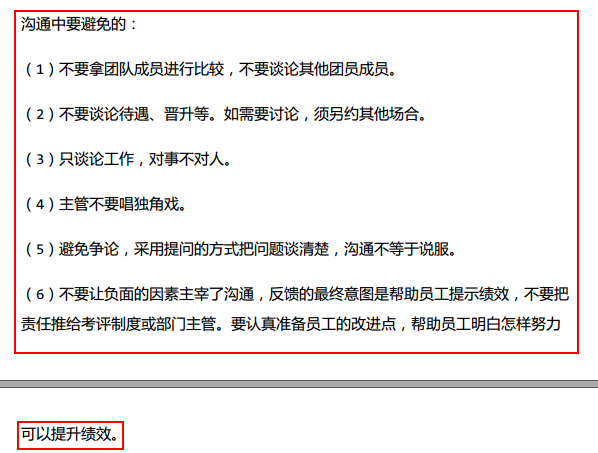 沟通中要避免的：
（1）不要拿团队成员进行比较，不要谈论其他团员成员。
（2）不要谈论待遇、晋升等。如需要讨论，须另约其他场合。
（3）只谈论工作，对事不对人。
（4）主管不要唱独角戏。
（5）避免争论，采用提问的方式把问题谈清楚，沟通不等于说服。
（6）不要让负面的因素主宰了沟通，反馈的最终意图是帮助员工提示绩效，不要把
责任推给考评制度或部门主管。要认真准备员工的改进点，帮助员工明白怎样努力
可以提升绩效。